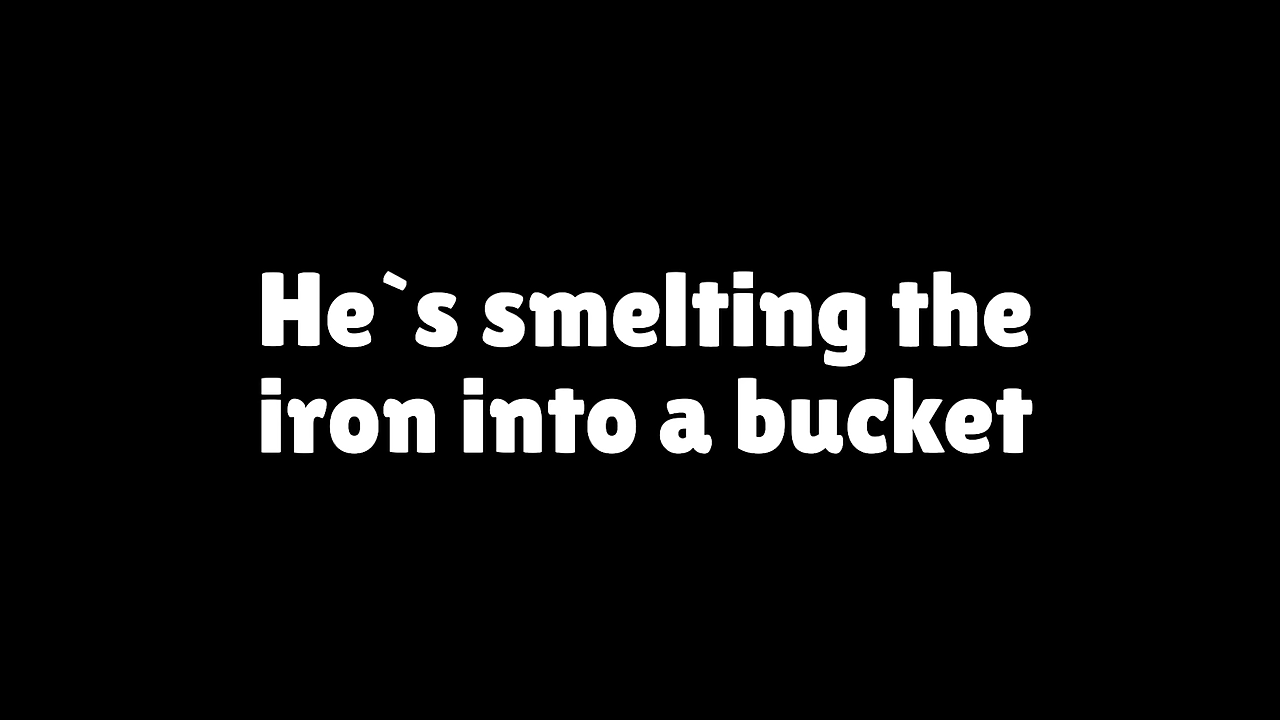 He`s smelting the
iron into a bucket